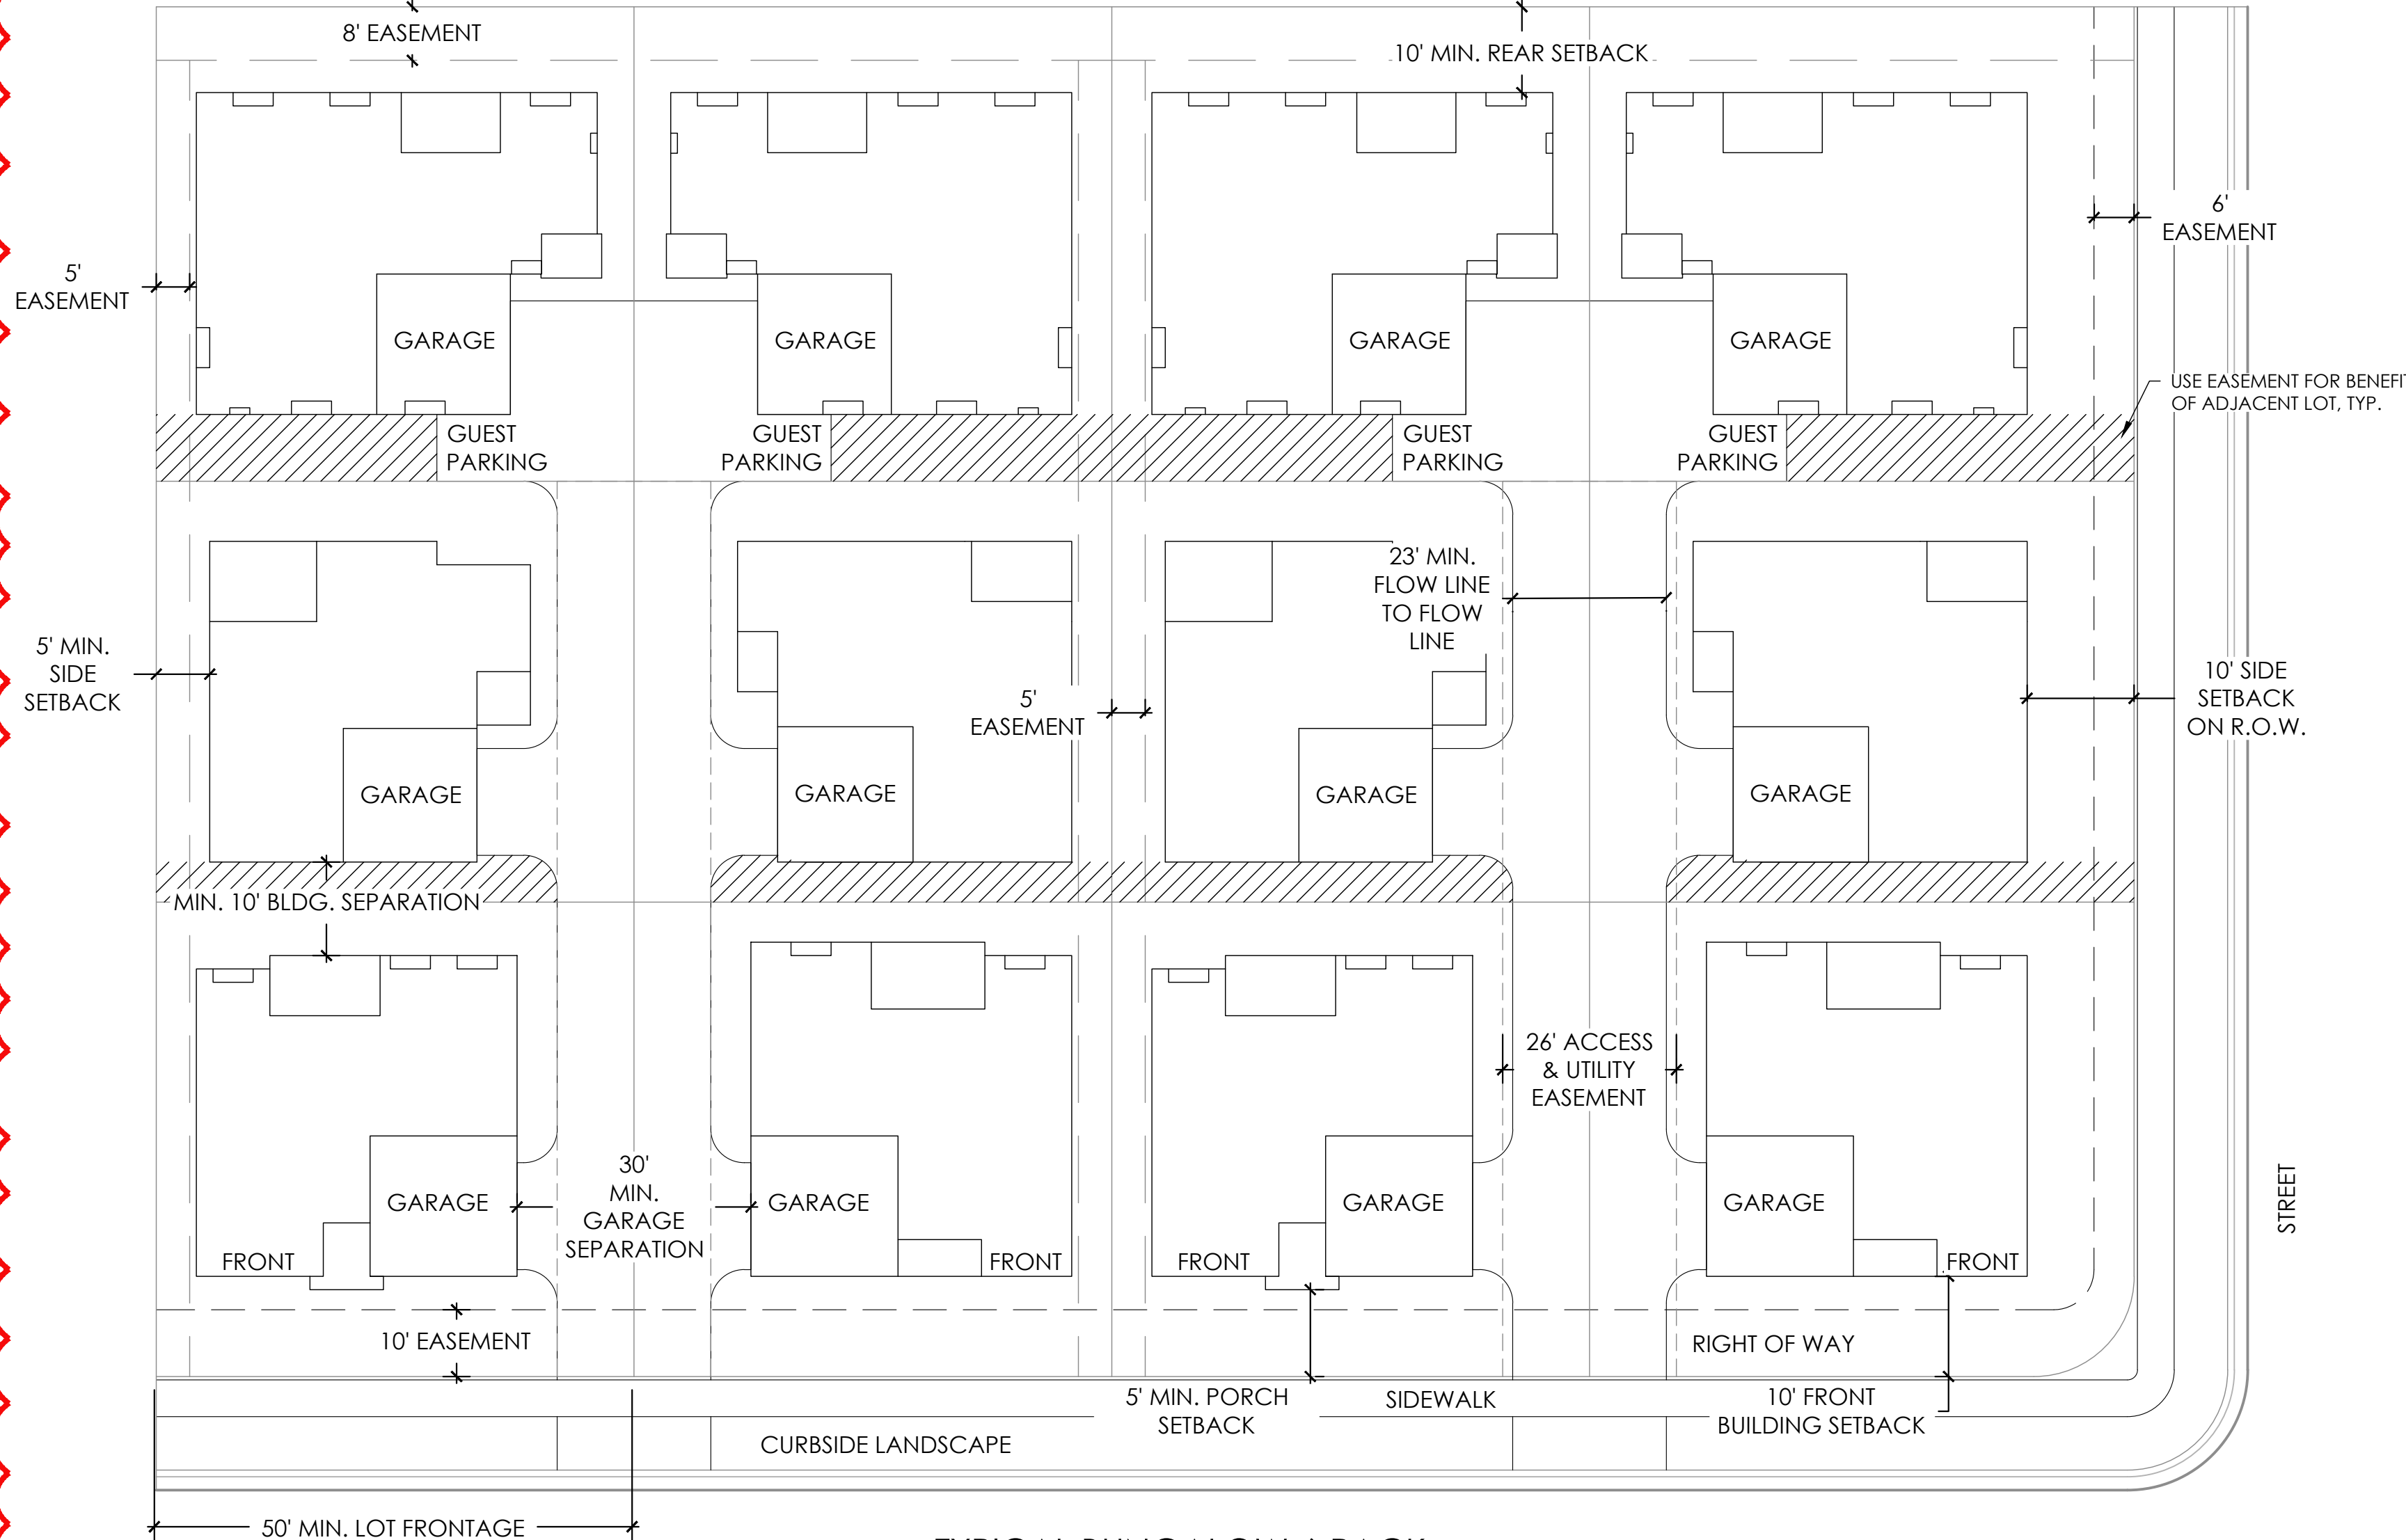 8' EASEMENT
10' MIN. REAR SETBACK
6'
EASEMENT
5'
EASEMENT
GARAGE
GARAGE
GARAGE
GARAGE
USE EASEMENT FOR BENEFIT
OF ADJACENT LOT, TYP.
GUEST
PARKING
GUEST
PARKING
GUEST
PARKING
GUEST
PARKING
23' MIN.
FLOW LINE
TO FLOW
LINE
5' MIN.
SIDE
SETBACK
5'
EASEMENT
10' SIDE
SETBACK
ON R.O.W.
GARAGE
GARAGE
GARAGE
GARAGE
MIN. 10' BLDG. SEPARATION
26' ACCESS
& UTILITY
EASEMENT
30'
MIN.
GARAGE
SEPARATION
GARAGE
GARAGE
GARAGE
GARAGE
STREET
FRONT
FRONT
FRONT
FRONT
10' EASEMENT
RIGHT OF WAY
5' MIN. PORCH
SETBACK
SIDEWALK
10' FRONT
BUILDING SETBACK
CURBSIDE LANDSCAPE
50' MIN. LOT FRONTAGE